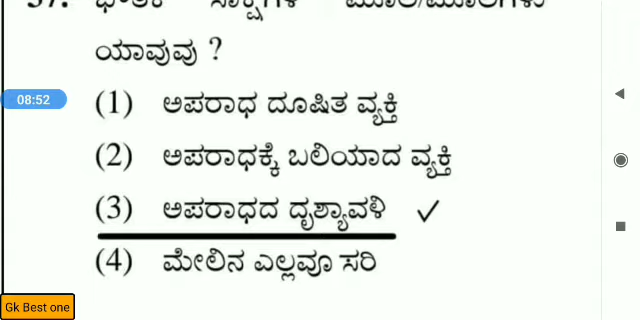 ಯಾವುವು ?
(1) ಅಪರಾಧ ದೂಷಿತ ವ್ಯಕ್ತಿ
08:52
(2) ಅಪರಾಧಕ್ಕೆ ಬಲಿಯಾದ ವ್ಯಕ್ತಿ
(3) ಅಪರಾಧದ ದೃಶ್ಯಾವಳಿ ✓
(4) ಮೇಲಿನ ಎಲ್ಲವೂ ಸರಿ
Gk Best one